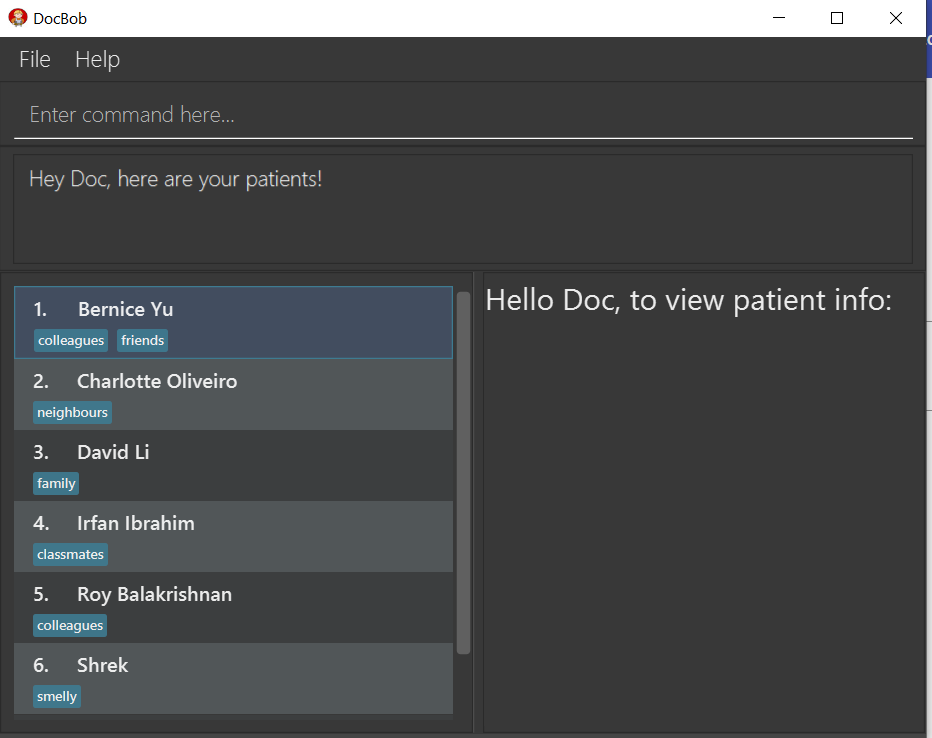 DocBob
File Help
Enter command here...
Hey Doc, here are your patients!
1. Bernice Yu
colleagues friends
2. Charlotte Oliveiro
neighbours
3. David Li
family
4. Irfan Ibrahim
classmates
5. Roy Balakrishnan
colleagues
6. Shrek
smelly
Hello Doc, to view patient info: